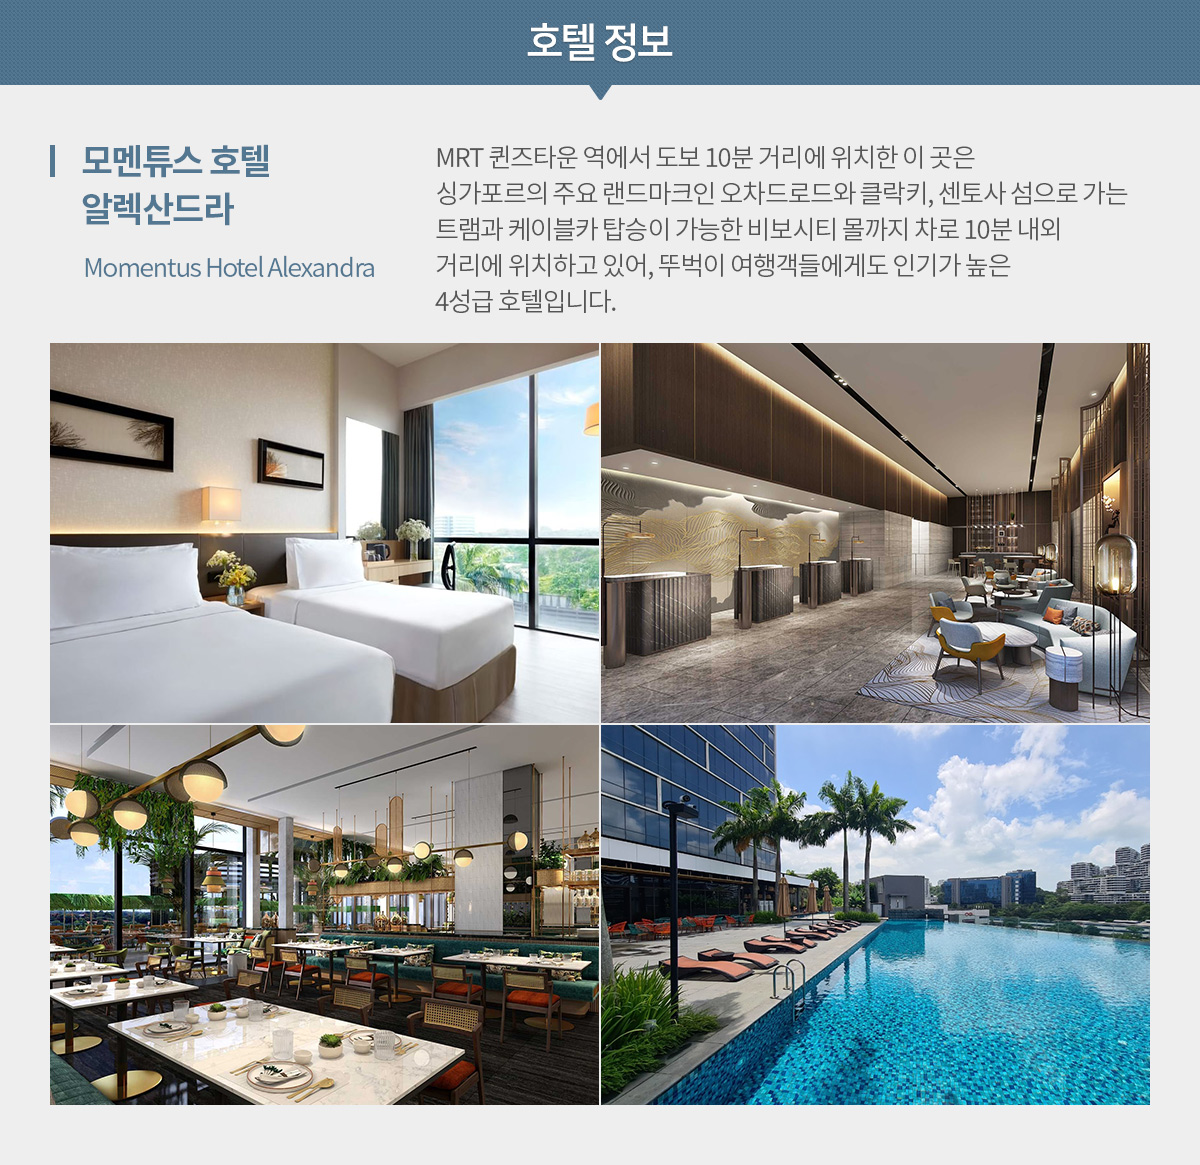 호텔 정보
모멘튜스 호텔
알렉산드라
Momentus Hotel Alexandra
MRT 퀸즈타운 역에서 도보 10분 거리에 위치한 이 곳은
싱가포르의 주요 랜드마크인 오차드로드와 클락키, 센토사 섬으로 가는
트램과 케이블카 탑승이 가능한 비보시티 몰까지 차로 10분 내외
거리에 위치하고 있어, 뚜벅이 여행객들에게도 인기가 높은
4성급 호텔입니다.